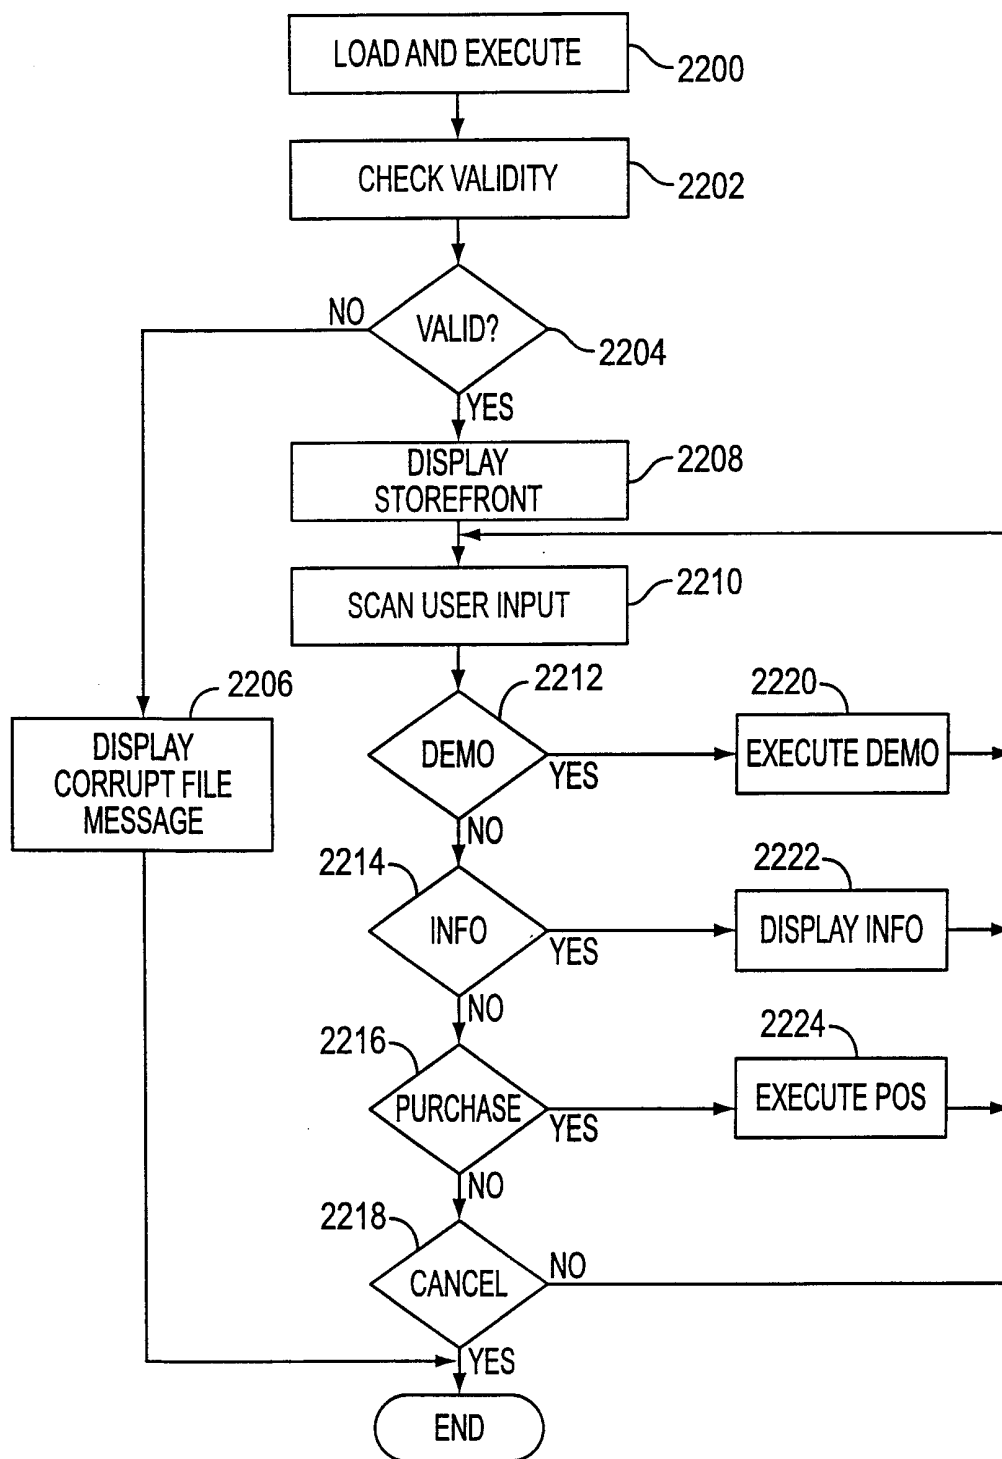 LOAD AND EXECUTE
2200
CHECK VALIDITY
2202
NO
VALID?
2204
YES
DISPLAY
STOREFRONT
2208
SCAN USER INPUT
2210
2206
DISPLAY
CORRUPT FILE
MESSAGE
2212
DEMO
YES
2220
EXECUTE DEMO
NO
2214
INFO
YES
2222
DISPLAY INFO
NO
2216
PURCHASE
YES
2224
EXECUTE POS
NO
2218
CANCEL
NO
YES
END